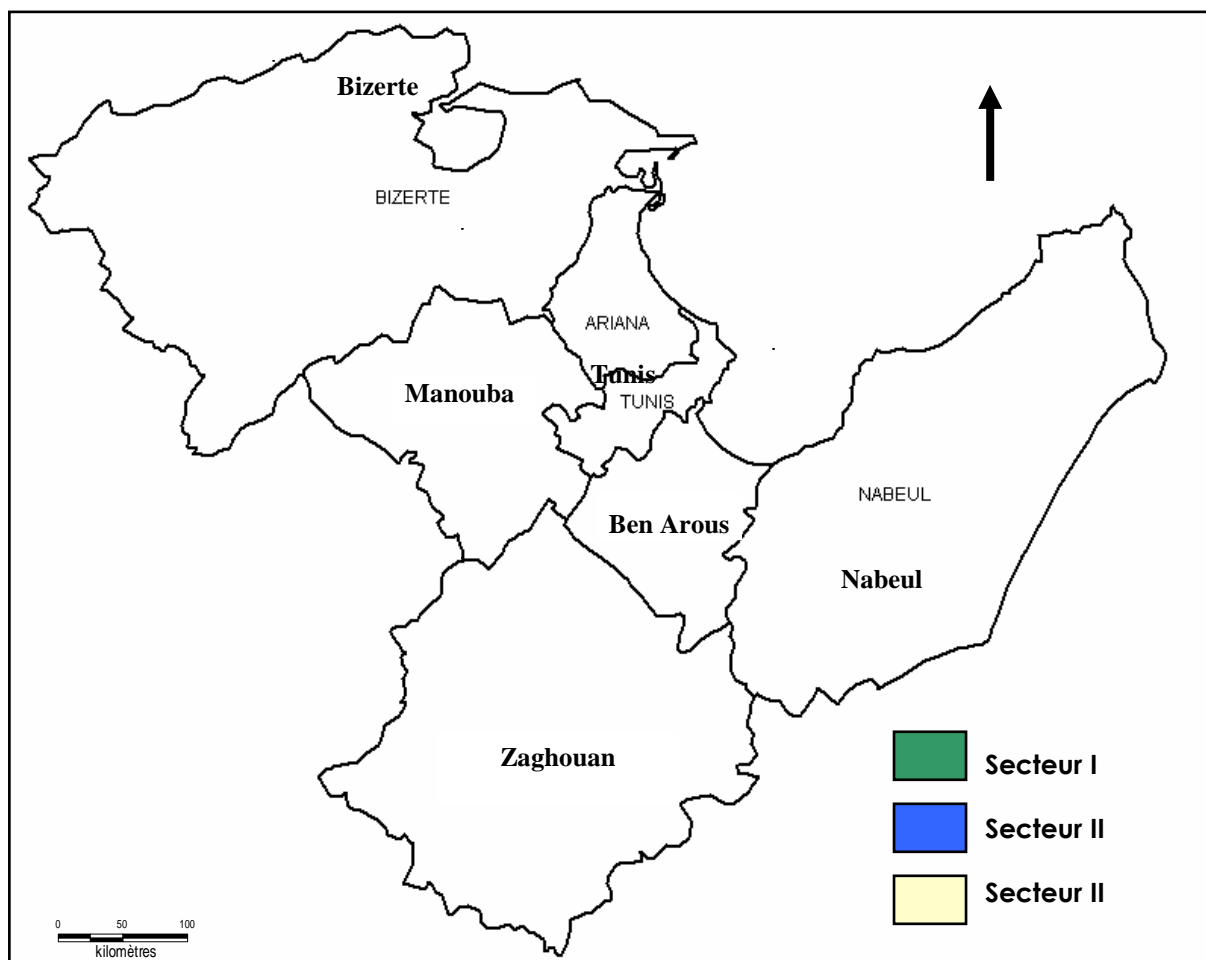 Bizerte
BIZERTE
ARIANA
Tunis
TUNIS
Manouba
NABEUL
Ben Arous
Nabeul
Zaghouan
Secteur I
Secteur II
Secteur II
0 50 100
kilomètres